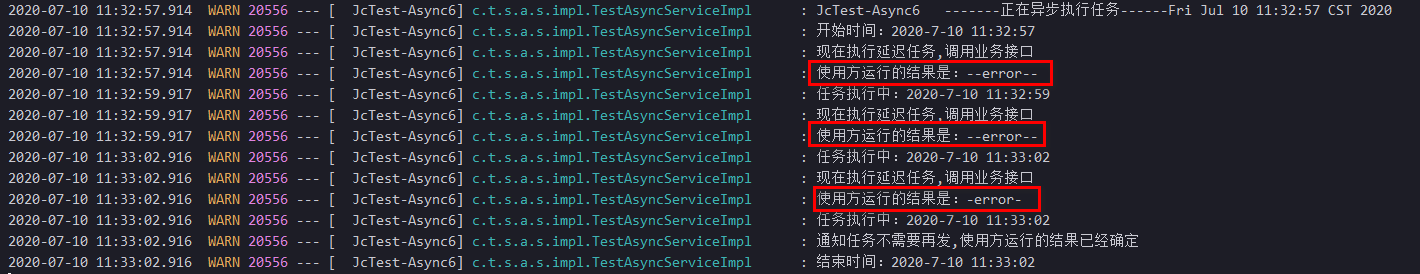 2020-07-10 11:32:57.914  WARN 20556 --- [  JcTest-Async6] c.t.s.a.s.impl.TestAsyncServiceImpl      : JcTest-Async6   -------正在异步执行任务------Fri Jul 10 11:32:57 CST 2020
2020-07-10 11:32:57.914  WARN 20556 --- [  JcTest-Async6] c.t.s.a.s.impl.TestAsyncServiceImpl      : 开始时间：2020-7-10 11:32:57
2020-07-10 11:32:57.914  WARN 20556 --- [  JcTest-Async6] c.t.s.a.s.impl.TestAsyncServiceImpl      : 现在执行延迟任务,调用业务接口
2020-07-10 11:32:57.914  WARN 20556 --- [  JcTest-Async6] c.t.s.a.s.impl.TestAsyncServiceImpl      : 使用方运行的结果是：--error--
2020-07-10 11:32:59.917  WARN 20556 --- [  JcTest-Async6] c.t.s.a.s.impl.TestAsyncServiceImpl      : 任务执行中：2020-7-10 11:32:59
2020-07-10 11:32:59.917  WARN 20556 --- [  JcTest-Async6] c.t.s.a.s.impl.TestAsyncServiceImpl      : 现在执行延迟任务,调用业务接口
2020-07-10 11:32:59.917  WARN 20556 --- [  JcTest-Async6] c.t.s.a.s.impl.TestAsyncServiceImpl      : 使用方运行的结果是：--error--
2020-07-10 11:33:02.916  WARN 20556 --- [  JcTest-Async6] c.t.s.a.s.impl.TestAsyncServiceImpl      : 任务执行中：2020-7-10 11:33:02
2020-07-10 11:33:02.916  WARN 20556 --- [  JcTest-Async6] c.t.s.a.s.impl.TestAsyncServiceImpl      : 现在执行延迟任务,调用业务接口
2020-07-10 11:33:02.916  WARN 20556 --- [  JcTest-Async6] c.t.s.a.s.impl.TestAsyncServiceImpl      : 使用方运行的结果是：-error-
2020-07-10 11:33:02.916  WARN 20556 --- [  JcTest-Async6] c.t.s.a.s.impl.TestAsyncServiceImpl      : 任务执行中：2020-7-10 11:33:02
2020-07-10 11:33:02.916  WARN 20556 --- [  JcTest-Async6] c.t.s.a.s.impl.TestAsyncServiceImpl      : 通知任务不需要再发,使用方运行的结果已经确定
2020-07-10 11:33:02.916  WARN 20556 --- [  JcTest-Async6] c.t.s.a.s.impl.TestAsyncServiceImpl      : 结束时间：2020-7-10 11:33:02